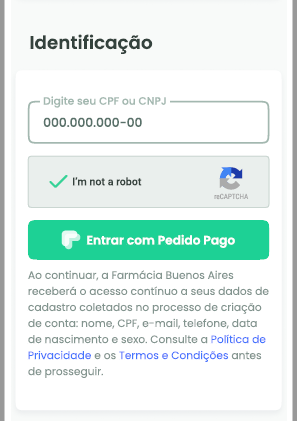 Identificação
Digite seu CPF ou CNPJ
000.000.000-00
I'm not a robot
reCAPTCHA
Entrar com Pedido Pago
Ao continuar, a Farmácia Buenos Aires
receberá o acesso contínuo a seus dados de
cadastro coletados no processo de criação
de conta: nome, CPF, e-mail, telefone, data
de nascimento e sexo. Consulte a Política de
Privacidade e os Termos e Condições antes
de prosseguir.